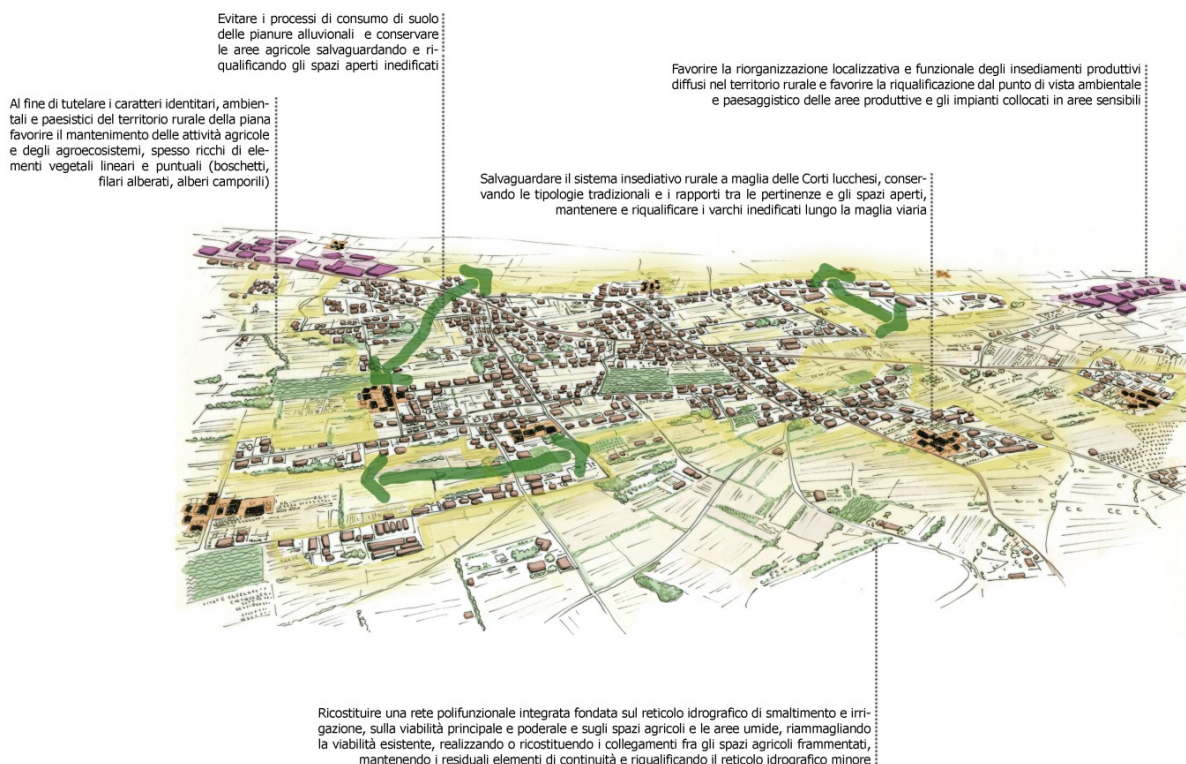 Evitare i processi di consumo di suolo
delle pianure alluvionali e conservare
le aree agricole salvaguardando e ri-
qualificando gli spazi aperti inedificati
Favorire la riorganizzazione localizzativa e funzionale degli insediamenti produttivi
diffusi nel territorio rurale e favorire la riqualificazione dal punto di vista ambientale
e paesaggistico delle aree produttive e gli impianti collocati in aree sensibili
Al fine di tutelare i caratteri identitari, ambien-
tali e paesistici del territorio rurale della piana
favorire il mantenimento delle attività agricole
e degli agroecosistemi, spesso ricchi di ele-
menti vegetali lineari e puntuali (boschetti,
filari alberati, alberi camporili)
Salvaguardare il sistema insediativo rurale a maglia delle Corti lucchesi, conser-
vando le tipologie tradizionali e i rapporti tra le pertinenze e gli spazi aperti,
mantenere e riqualificare i varchi inedificati lungo la maglia viaria
Ricostituire una rete polifunzionale integrata fondata sul reticolo idrografico di smaltimento e irri-
gazione, sulla viabilità principale e poderale e sugli spazi agricoli e le aree umide, riammagliando
la viabilità esistente, realizzando o ricostituendo i collegamenti fra gli spazi agricoli frammentati,
mantenendo i residuali elementi di continuità e riqualificando il reticolo idrografico minore